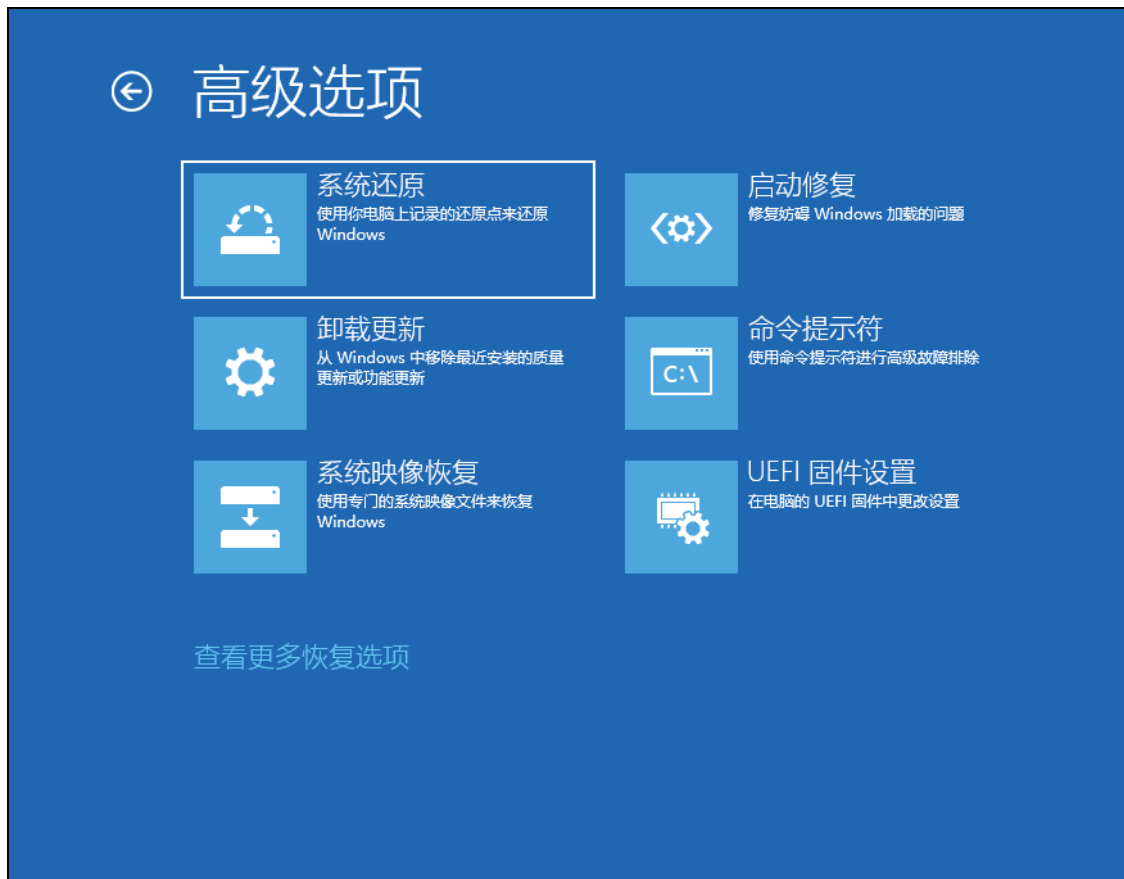 高级选项
系统还原
使用你电脑上记录的还原点来还原
Windows
启动修复
修复妨碍 Windows 加载的问题
卸载更新
从 Windows 中移除最近安装的质量
更新或功能更新
命令提示符
使用命令提示符进行高级故障排除
C:\
系统映像恢复
使用专门的系统映像文件来恢复
Windows
UEFI 固件设置
在电脑的 UEFI 固件中更改设置
查看更多恢复选项